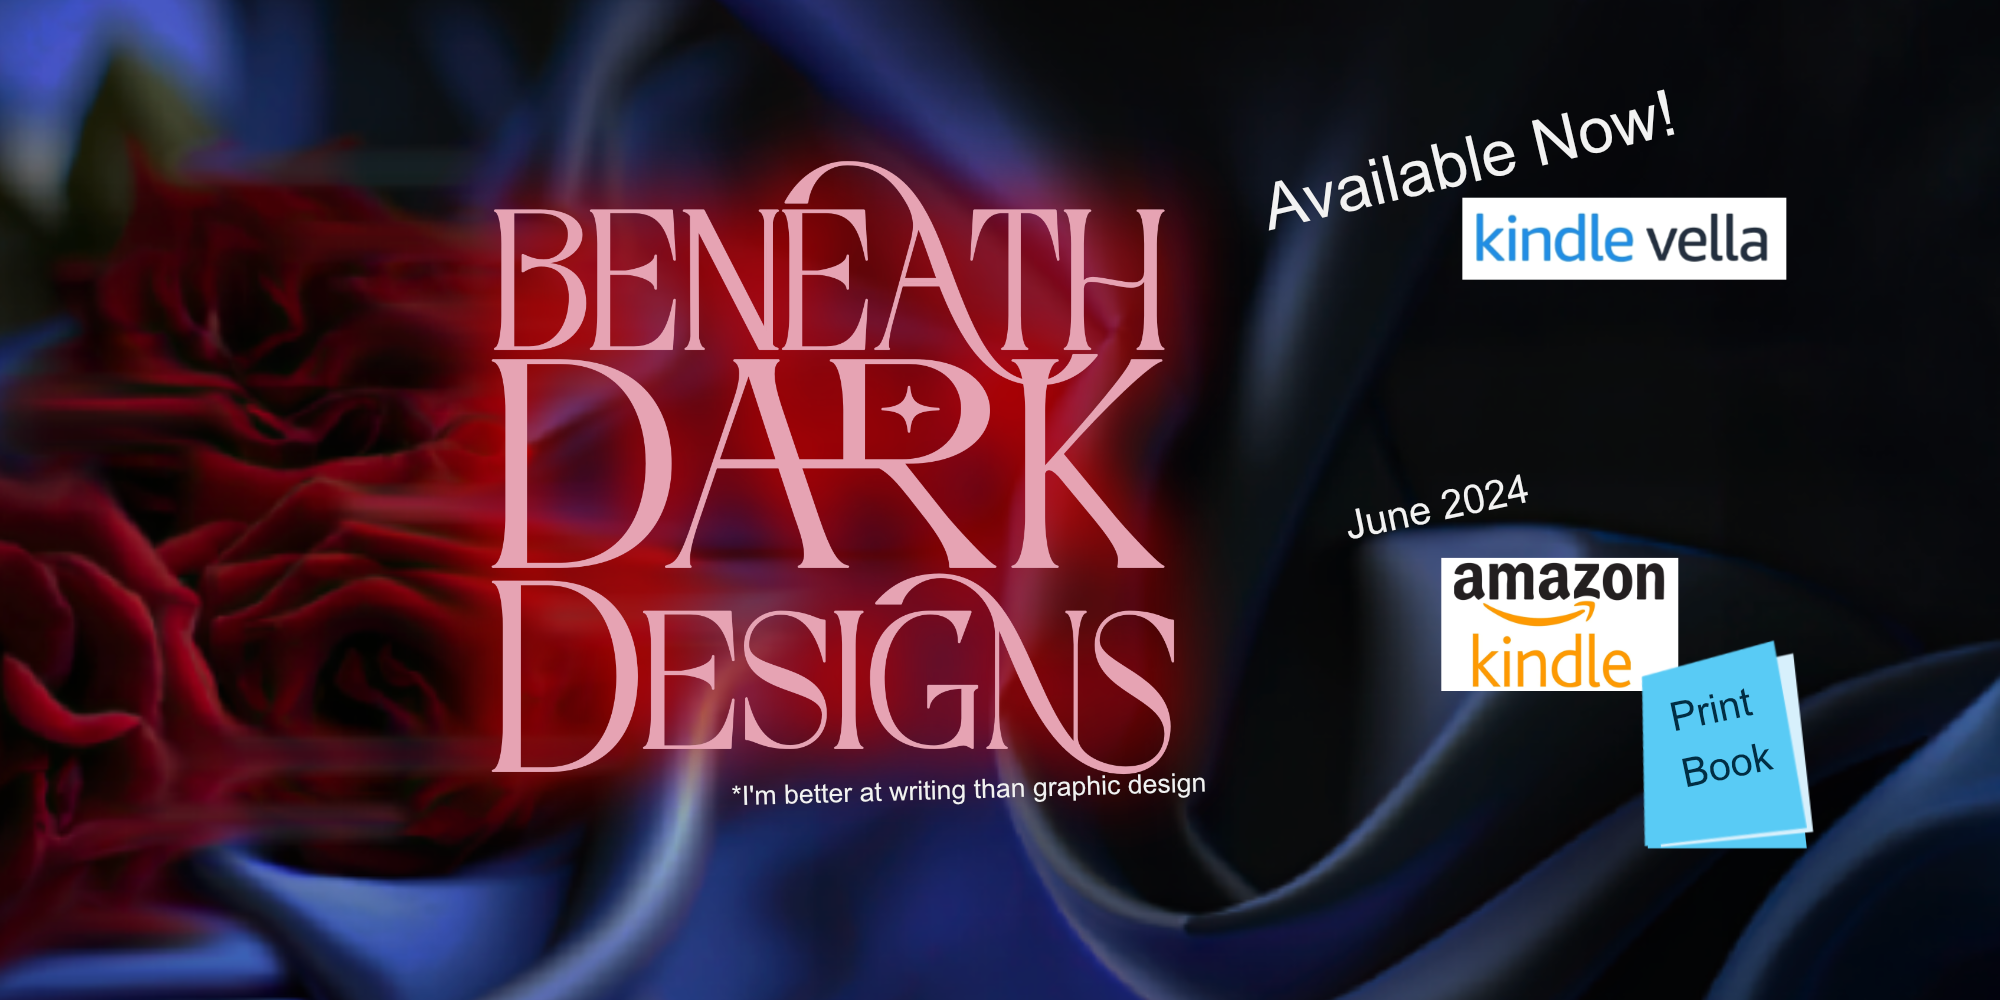 BENEATH
DARK
DESIGNS
*I'm better at writing than graphic design
Available Now!
kindle vella
June 2024
amazon
kindle
Print
Book